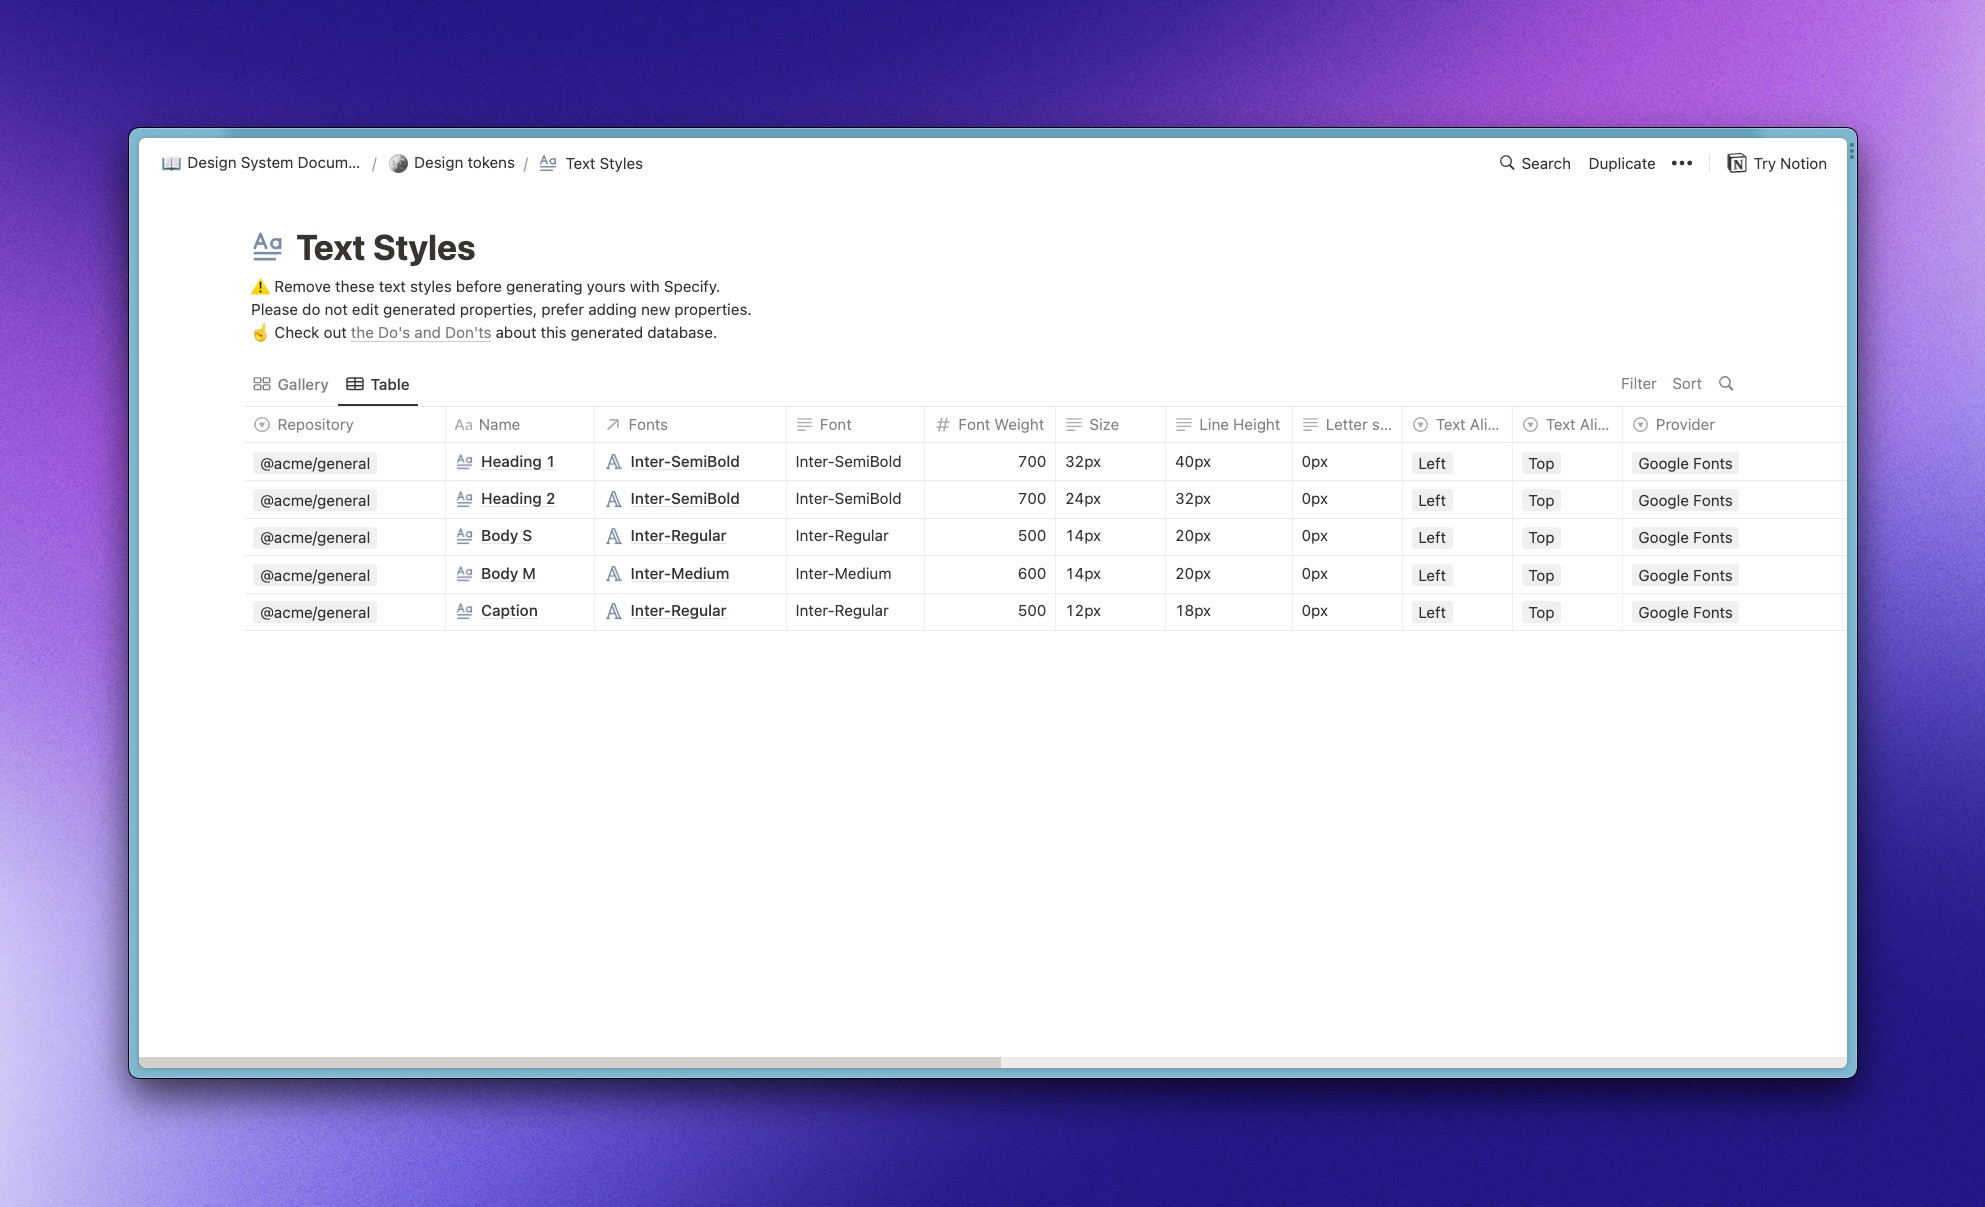 Design System Docum... / Design tokens / Text Styles
Search Duplicate ••• Try Notion
Text Styles
⚠️ Remove these text styles before generating yours with Specify.
Please do not edit generated properties, prefer adding new properties.
☝️ Check out the Do's and Don'ts about this generated database.
Gallery Table
Filter Sort
Repository Aa Name Fonts Font # Font Weight Size Line Height Letter s... Text Ali... Text Ali... Provider
@acme/general Heading 1 Inter-SemiBold Inter-SemiBold 700 32px 40px 0px Left Top Google Fonts
@acme/general Heading 2 Inter-SemiBold Inter-SemiBold 700 24px 32px 0px Left Top Google Fonts
@acme/general Body S Inter-Regular Inter-Regular 500 14px 20px 0px Left Top Google Fonts
@acme/general Body M Inter-Medium Inter-Medium 600 14px 20px 0px Left Top Google Fonts
@acme/general Caption Inter-Regular Inter-Regular 500 12px 18px 0px Left Top Google Fonts